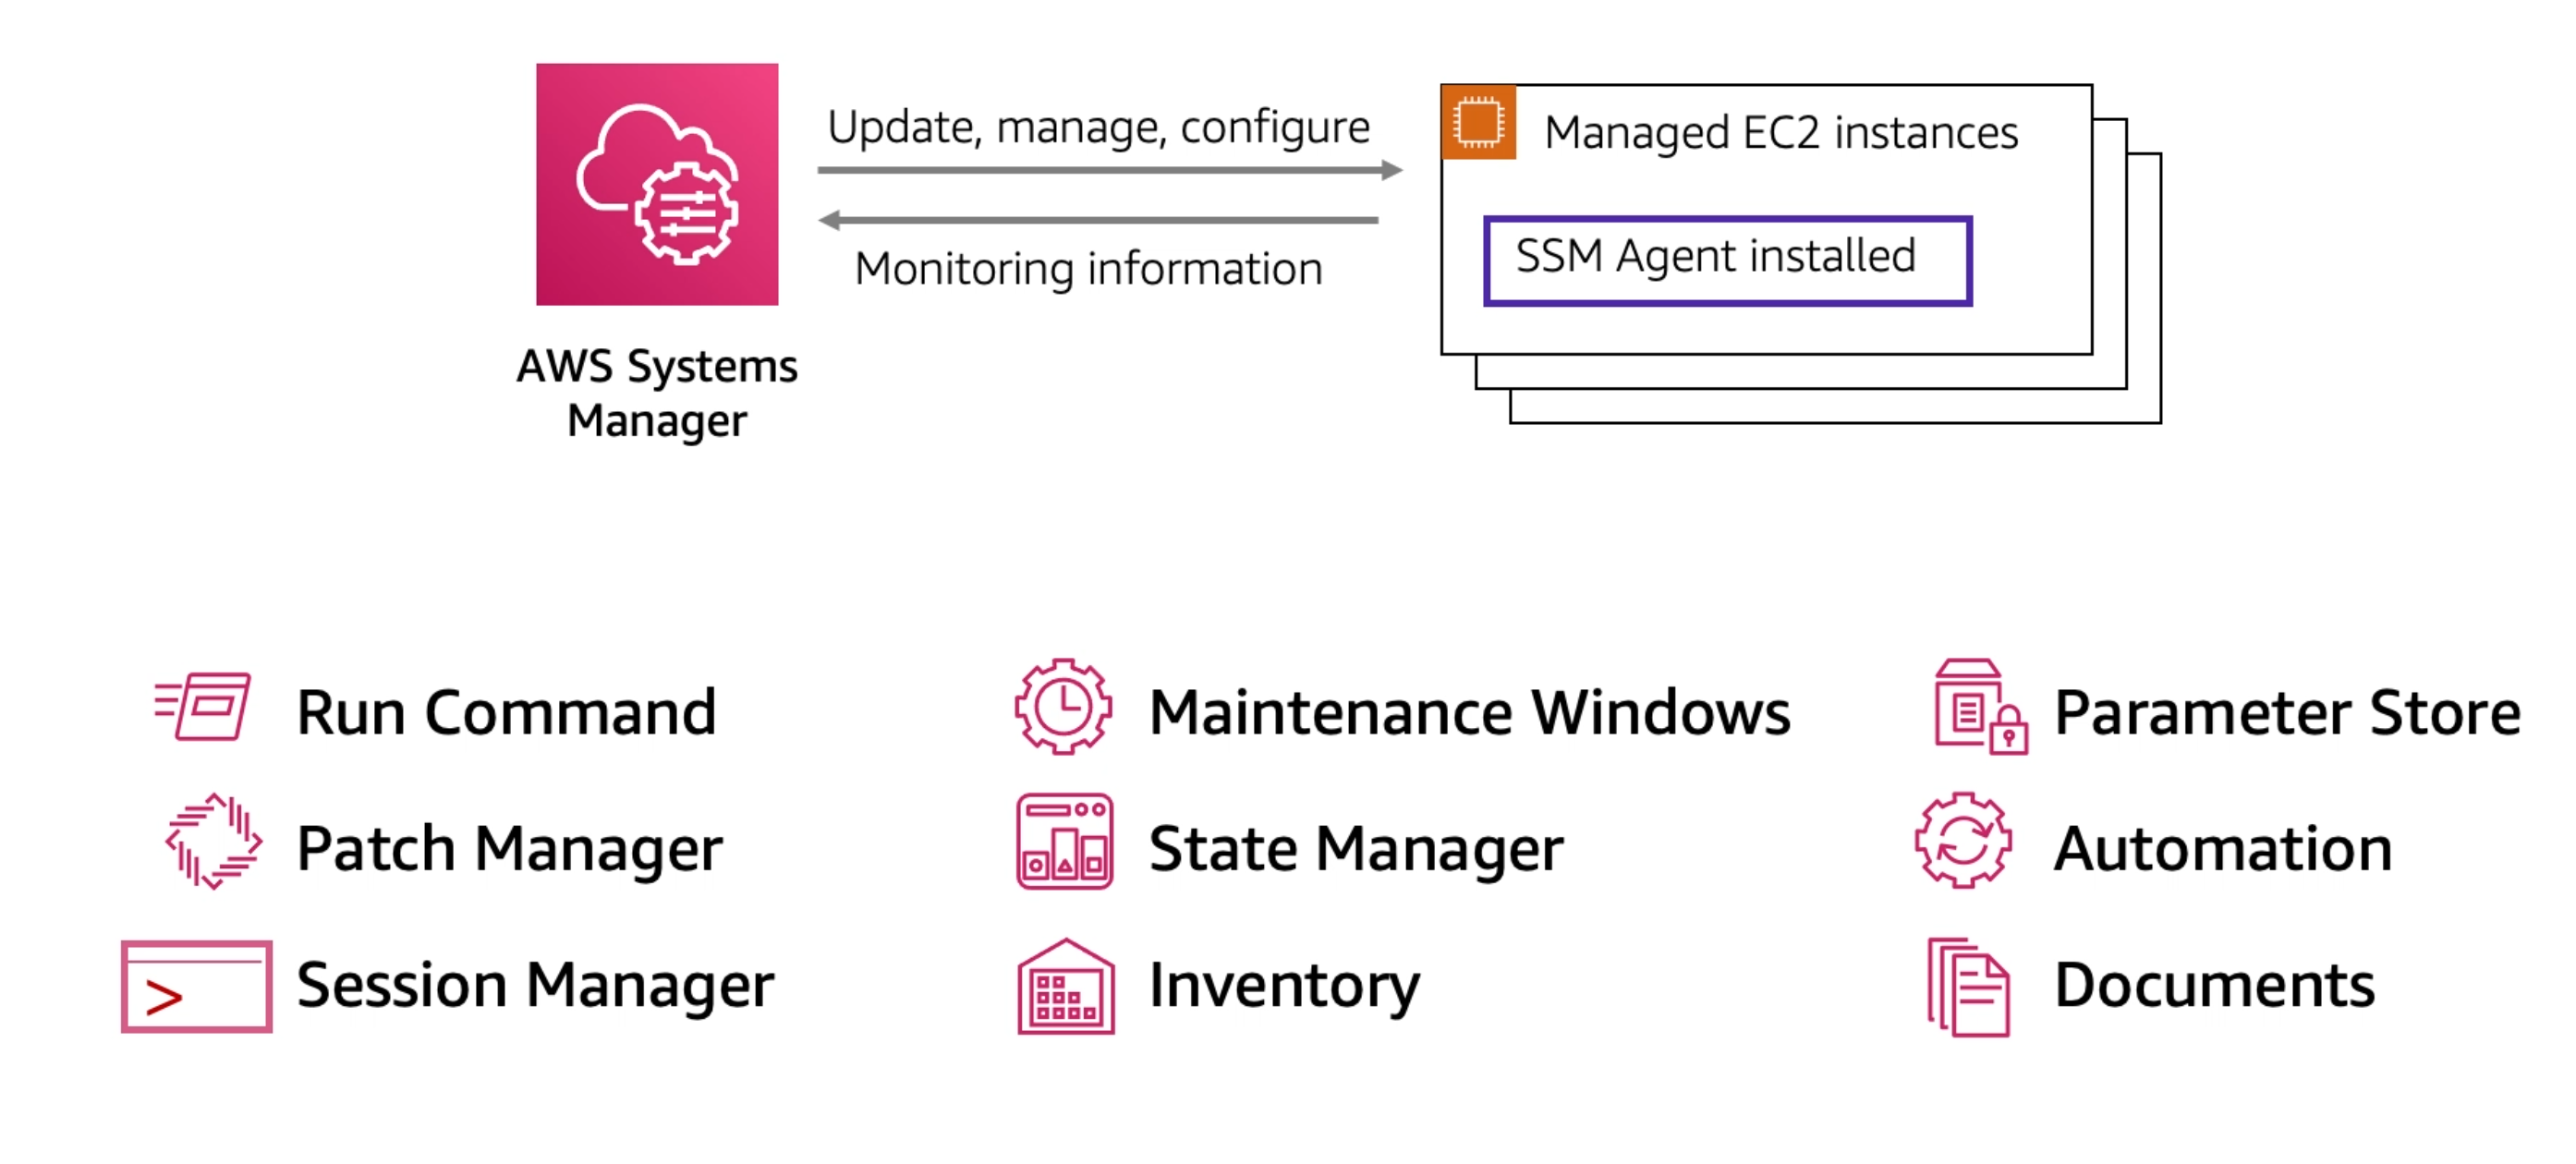 Update, manage, configure
Monitoring information
AWS Systems
Manager
Managed EC2 instances
SSM Agent installed
Run Command
Maintenance Windows
Parameter Store
Patch Manager
State Manager
Automation
Session Manager
Inventory
Documents